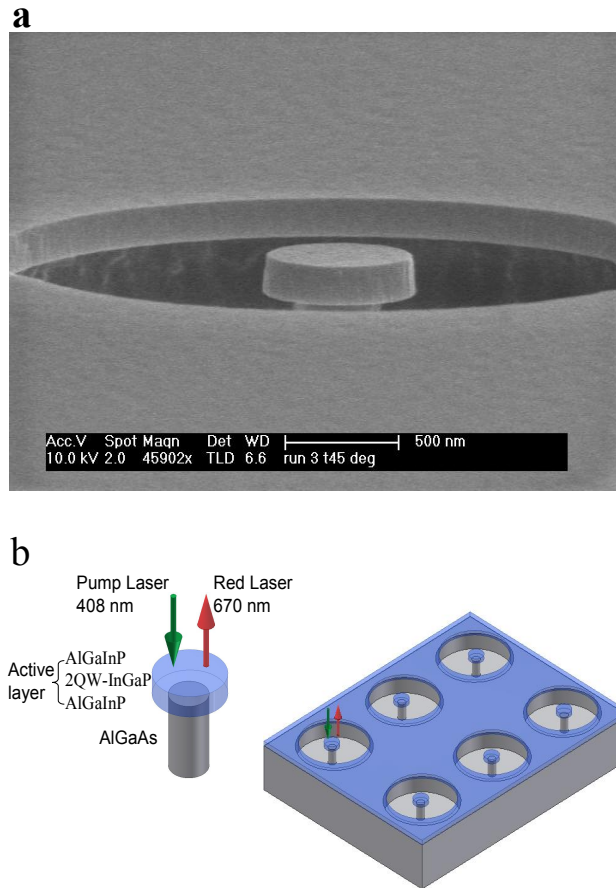 a
Acc.V Spot Magn Det WD 500 nm
10.0 kV 2.0 45902x TLD 6.6 run 3 t45 deg
b
Pump Laser Red Laser
408 nm 670 nm
AlGaInP
Active 2QW-InGaP
layer AlGaInP
AlGaAs